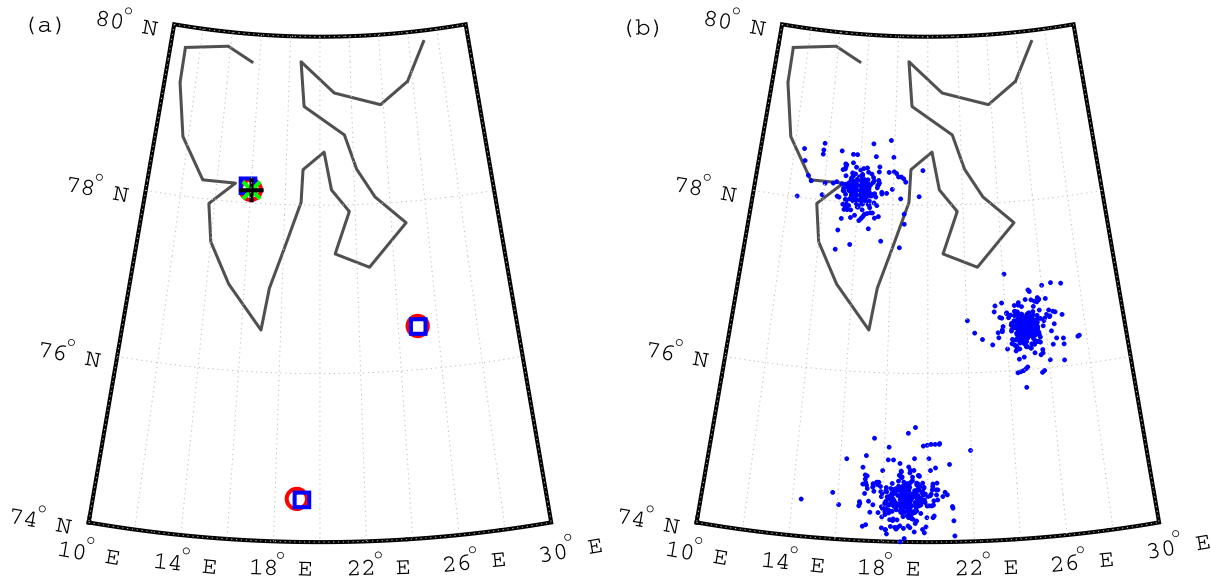 (a)
80° N
78° N
76° N
74° N
10° E
14° E
18° E
22° E
26° E
30° E
(b)
80° N
78° N
76° N
74° N
10° E
14° E
18° E
22° E
26° E
30° E